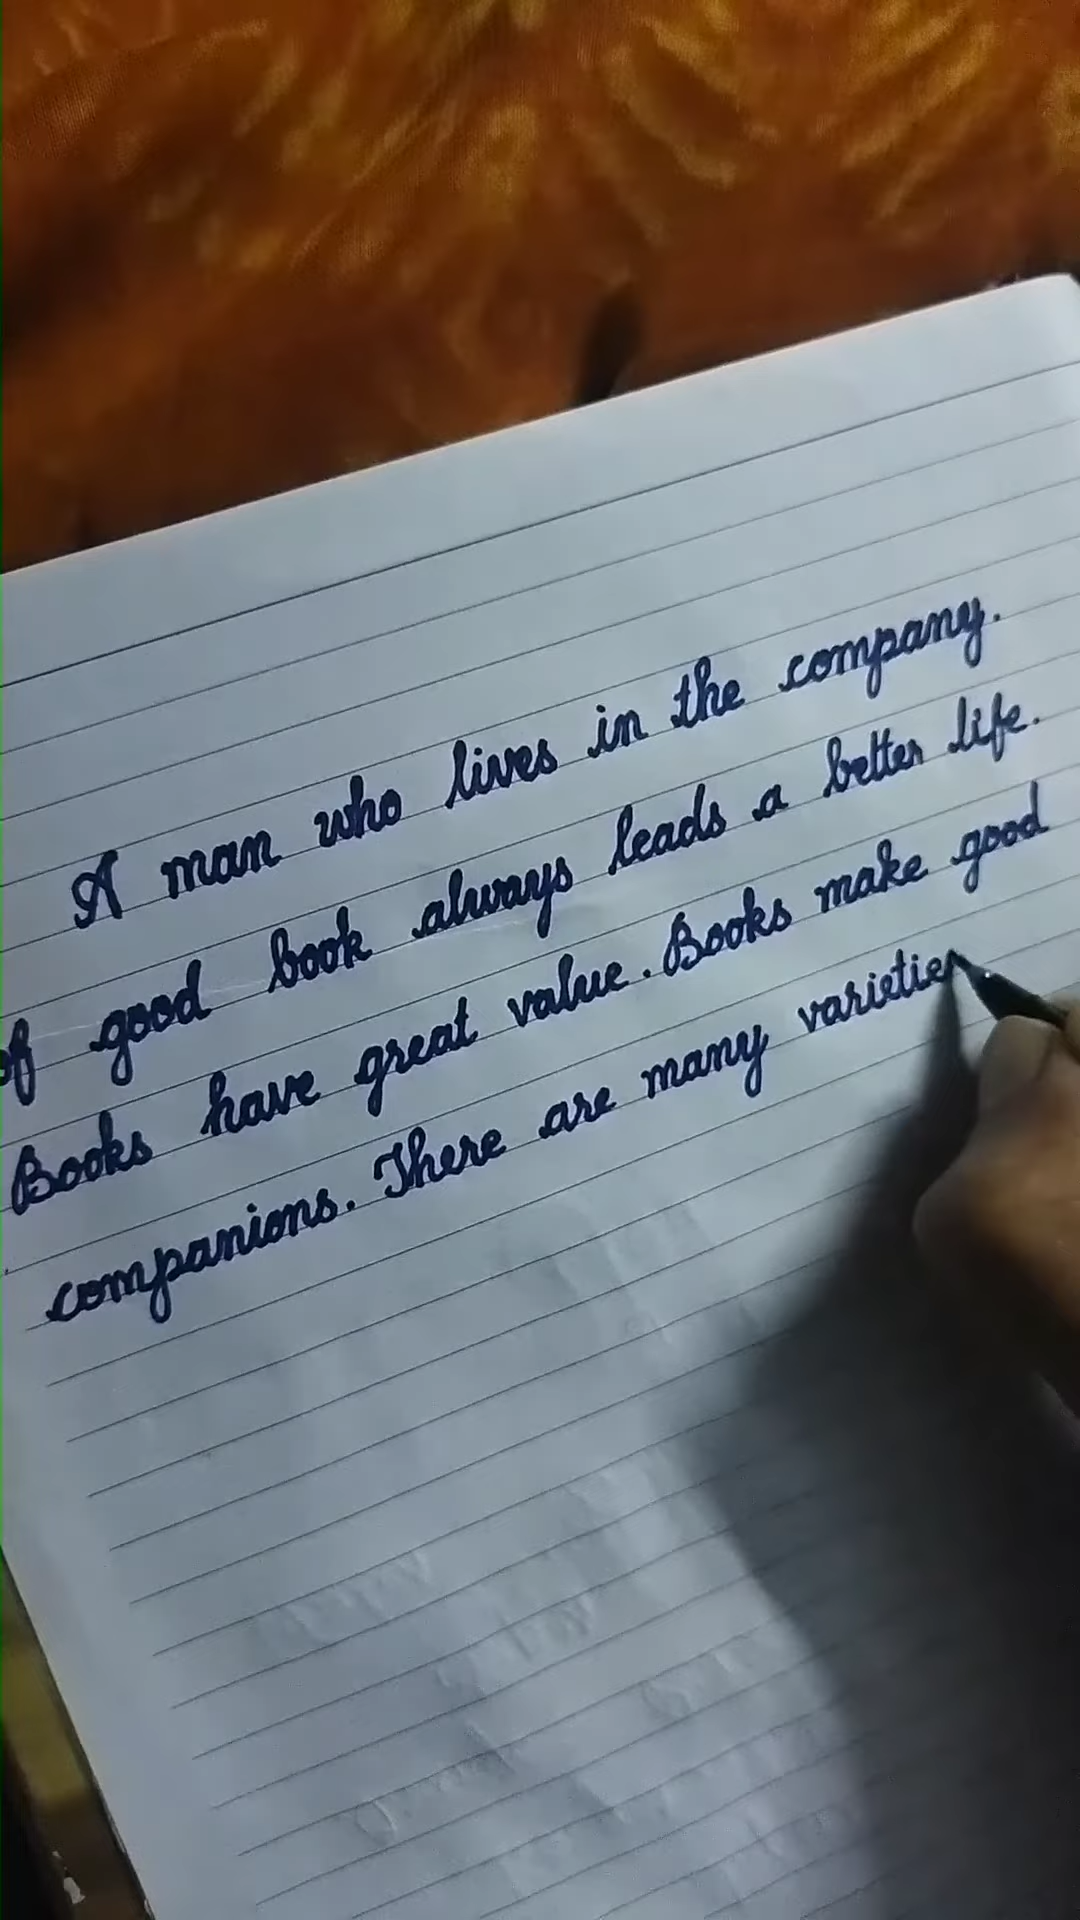 A man who lives in the company.
of good book always leads a better life.
Books have great value. Books make good
companions. There are many varieties